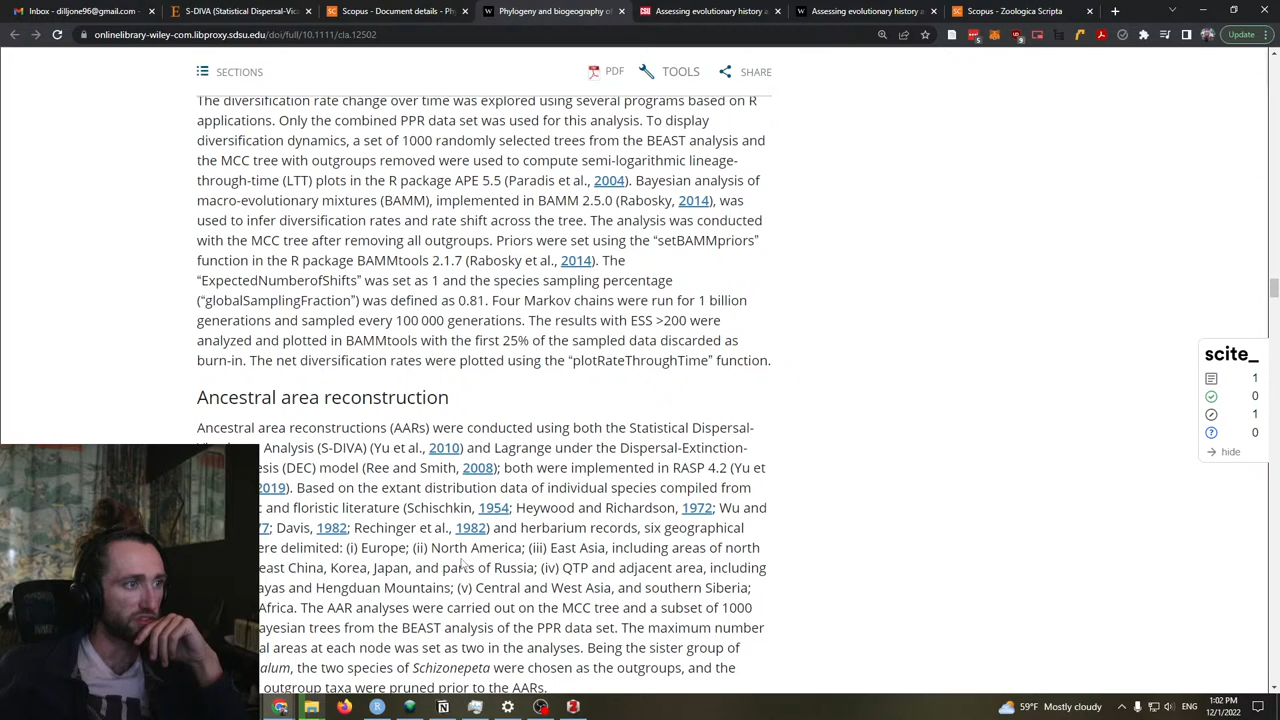 Inbox - dilljone96@gmail.com -
S-DIVA (Statistical Dispersal-Vica
Scopus - Document details - Phy
Phylogeny and biogeography of
Assessing evolutionary history a
Assessing evolutionary history a
Scopus - Zoologica Scripta
onlinelibrary-wiley-com.libproxy.sdsu.edu/doi/full/10.1111/cla.12502
Update
SECTIONS
PDF
TOOLS
SHARE
The diversification rate change over time was explored using several programs based on R
applications. Only the combined PPR data set was used for this analysis. To display
diversification dynamics, a set of 1000 randomly selected trees from the BEAST analysis and
the MCC tree with outgroups removed were used to compute semi-logarithmic lineage-
through-time (LTT) plots in the R package APE 5.5 (Paradis et al., 2004). Bayesian analysis of
macro-evolutionary mixtures (BAMM), implemented in BAMM 2.5.0 (Rabosky, 2014), was
used to infer diversification rates and rate shift across the tree. The analysis was conducted
with the MCC tree after removing all outgroups. Priors were set using the “setBAMMpriors”
function in the R package BAMMtools 2.1.7 (Rabosky et al., 2014). The
“ExpectedNumberofShifts” was set as 1 and the species sampling percentage
(“globalSamplingFraction”) was defined as 0.81. Four Markov chains were run for 1 billion
generations and sampled every 100 000 generations. The results with ESS >200 were
analyzed and plotted in BAMMtools with the first 25% of the sampled data discarded as
burn-in. The net diversification rates were plotted using the “plotRateThroughTime” function.
Ancestral area reconstruction
Ancestral area reconstructions (AARs) were conducted using both the Statistical Dispersal-
Analysis (S-DIVA) (Yu et al., 2010) and Lagrange under the Dispersal-Extinction-
esis (DEC) model (Ree and Smith, 2008); both were implemented in RASP 4.2 (Yu et
2019). Based on the extant distribution data of individual species compiled from
c and floristic literature (Schischkin, 1954; Heywood and Richardson, 1972; Wu and
77; Davis, 1982; Rechinger et al., 1982) and herbarium records, six geographical
ere delimited: (i) Europe; (ii) North America; (iii) East Asia, including areas of north
east China, Korea, Japan, and parts of Russia; (iv) QTP and adjacent area, including
ayas and Hengduan Mountains; (v) Central and West Asia, and southern Siberia;
Africa. The AAR analyses were carried out on the MCC tree and a subset of 1000
ayesian trees from the BEAST analysis of the PPR data set. The maximum number
al areas at each node was set as two in the analyses. Being the sister group of
alum, the two species of Schizonepeta were chosen as the outgroups, and the
outgroup taxa were pruned prior to the AARs.
scite_
1
0
1
0
hide
59°F Mostly cloudy
1:02 PM
12/1/2022